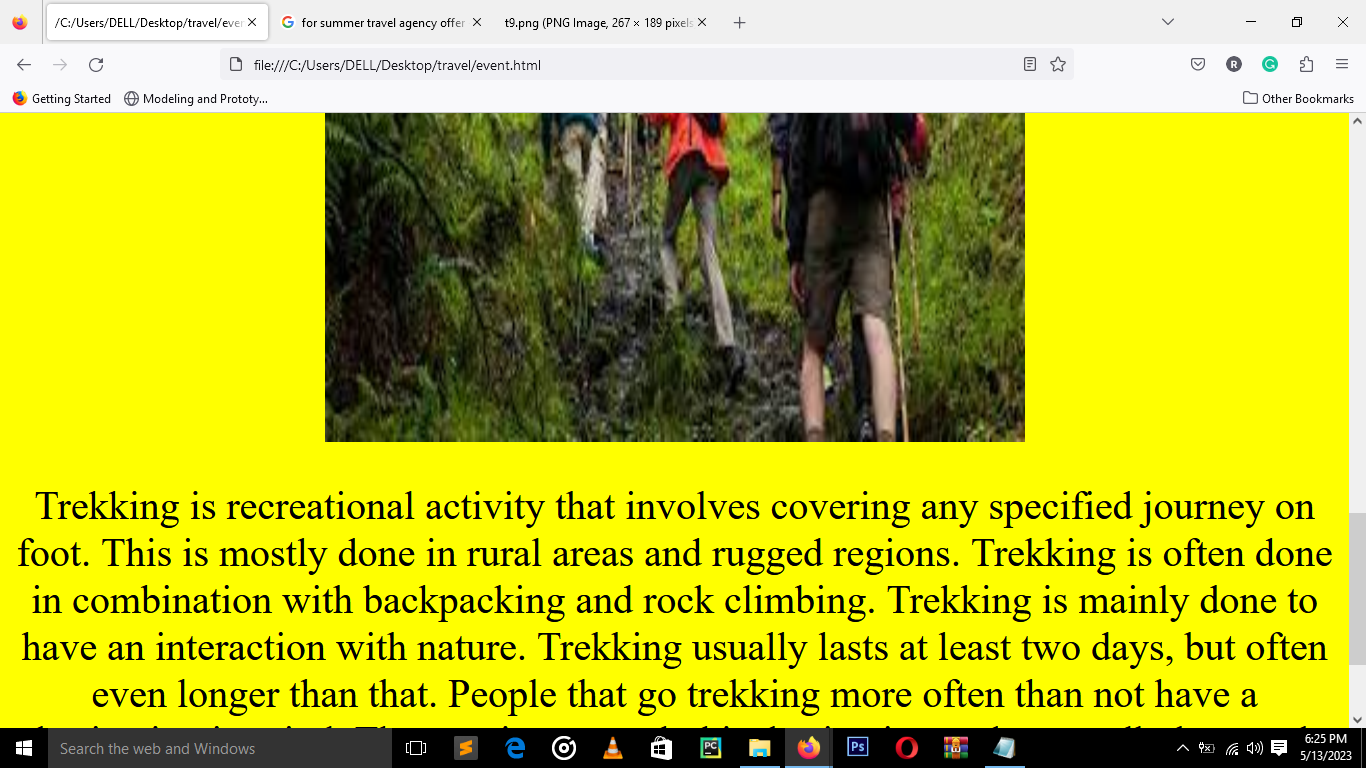 /C:/Users/DELL/Desktop/travel/eve
for summer travel agency offer
t9.png (PNG Image, 267 × 189 pixels
file:///C:/Users/DELL/Desktop/travel/event.html
Getting Started
Modeling and Prototy...
Other Bookmarks
Trekking is recreational activity that involves covering any specified journey on
foot. This is mostly done in rural areas and rugged regions. Trekking is often done
in combination with backpacking and rock climbing. Trekking is mainly done to
have an interaction with nature. Trekking usually lasts at least two days, but often
even longer than that. People that go trekking more often than not have a
Search the web and Windows
6:25 PM
5/13/2023